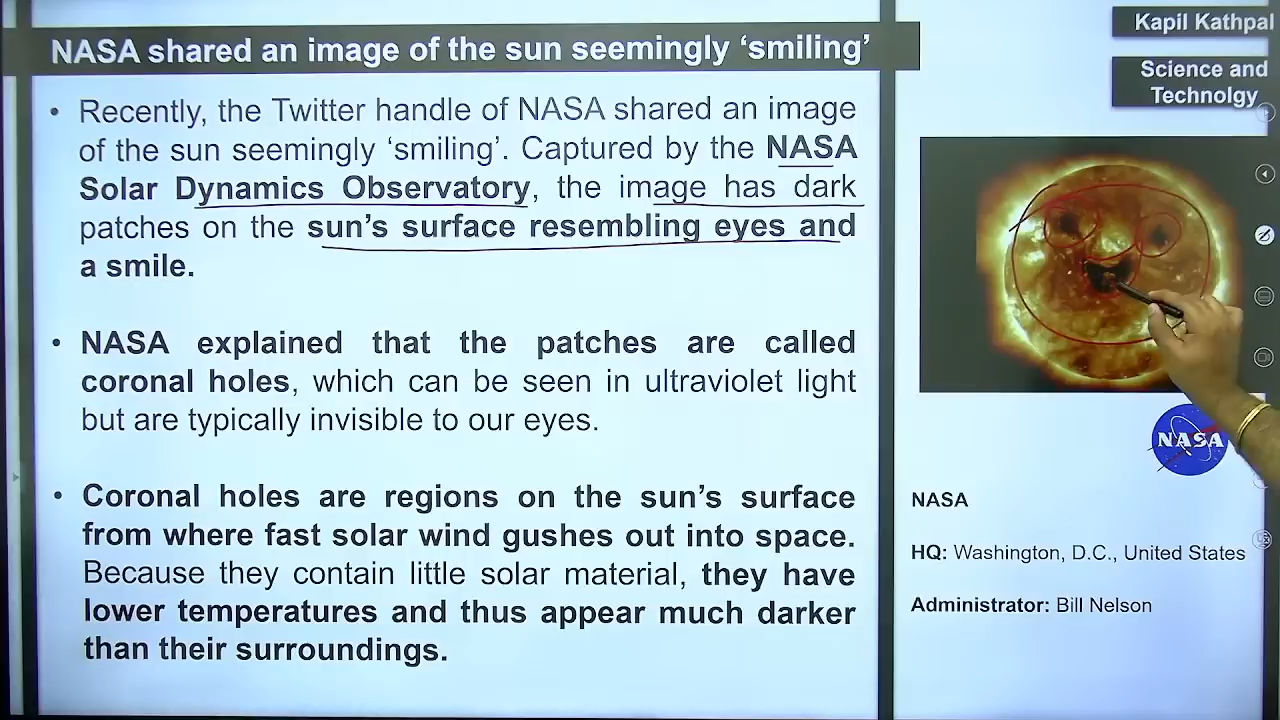 NASA shared an image of the sun seemingly ‘smiling’
Kapil Kathpal
Science and
Technolgy
• Recently, the Twitter handle of NASA shared an image
of the sun seemingly ‘smiling’. Captured by the NASA
Solar Dynamics Observatory, the image has dark
patches on the sun’s surface resembling eyes and
a smile.
• NASA explained that the patches are called
coronal holes, which can be seen in ultraviolet light
but are typically invisible to our eyes.
• Coronal holes are regions on the sun’s surface
from where fast solar wind gushes out into space.
Because they contain little solar material, they have
lower temperatures and thus appear much darker
than their surroundings.
NASA
NASA
HQ: Washington, D.C., United States
Administrator: Bill Nelson